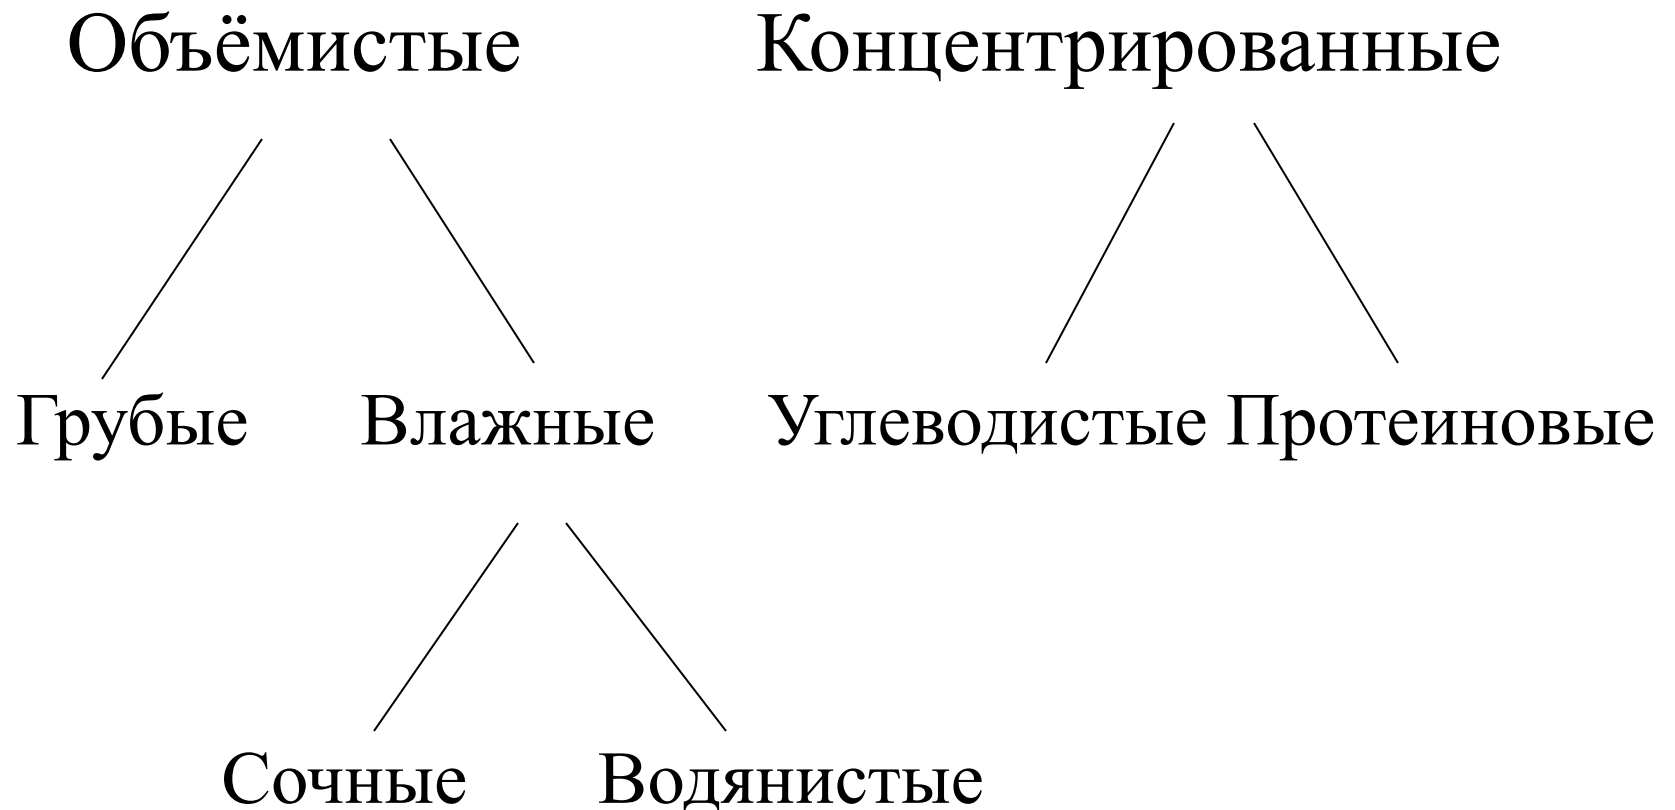 Объёмистые Концентрированные
Грубые Влажные Углеводистые Протеиновые
Сочные Водянистые